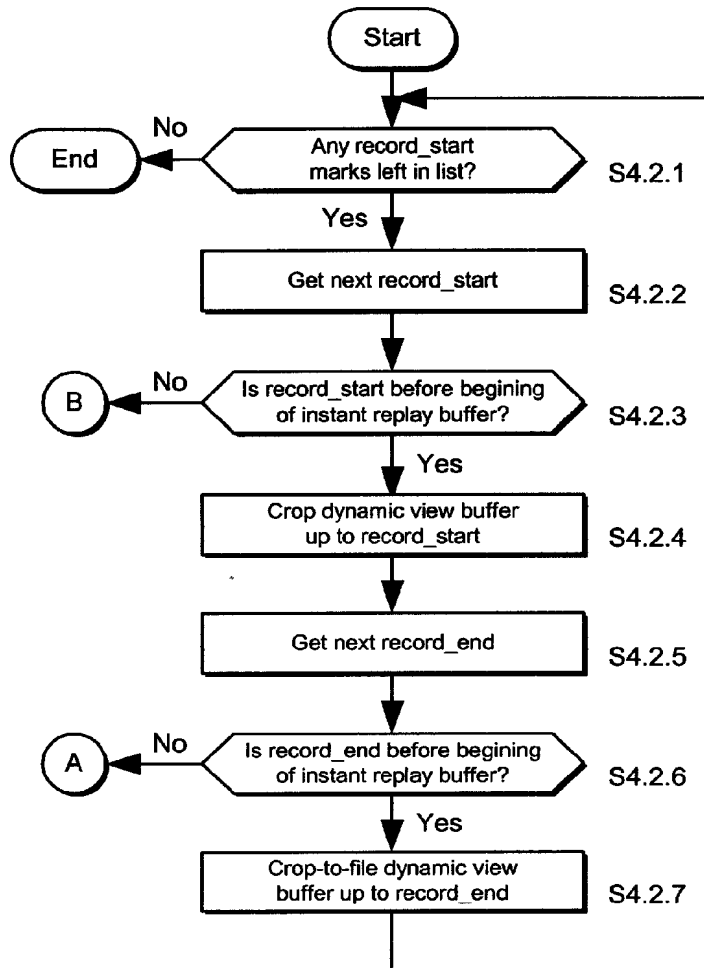 Start
No
End
Any record_start
marks left in list?
S4.2.1
Yes
Get next record_start
S4.2.2
No
B
Is record_start before begining
of instant replay buffer?
S4.2.3
Yes
Crop dynamic view buffer
up to record_start
S4.2.4
Get next record_end
S4.2.5
No
A
Is record_end before begining
of instant replay buffer?
S4.2.6
Yes
Crop-to-file dynamic view
buffer up to record_end
S4.2.7